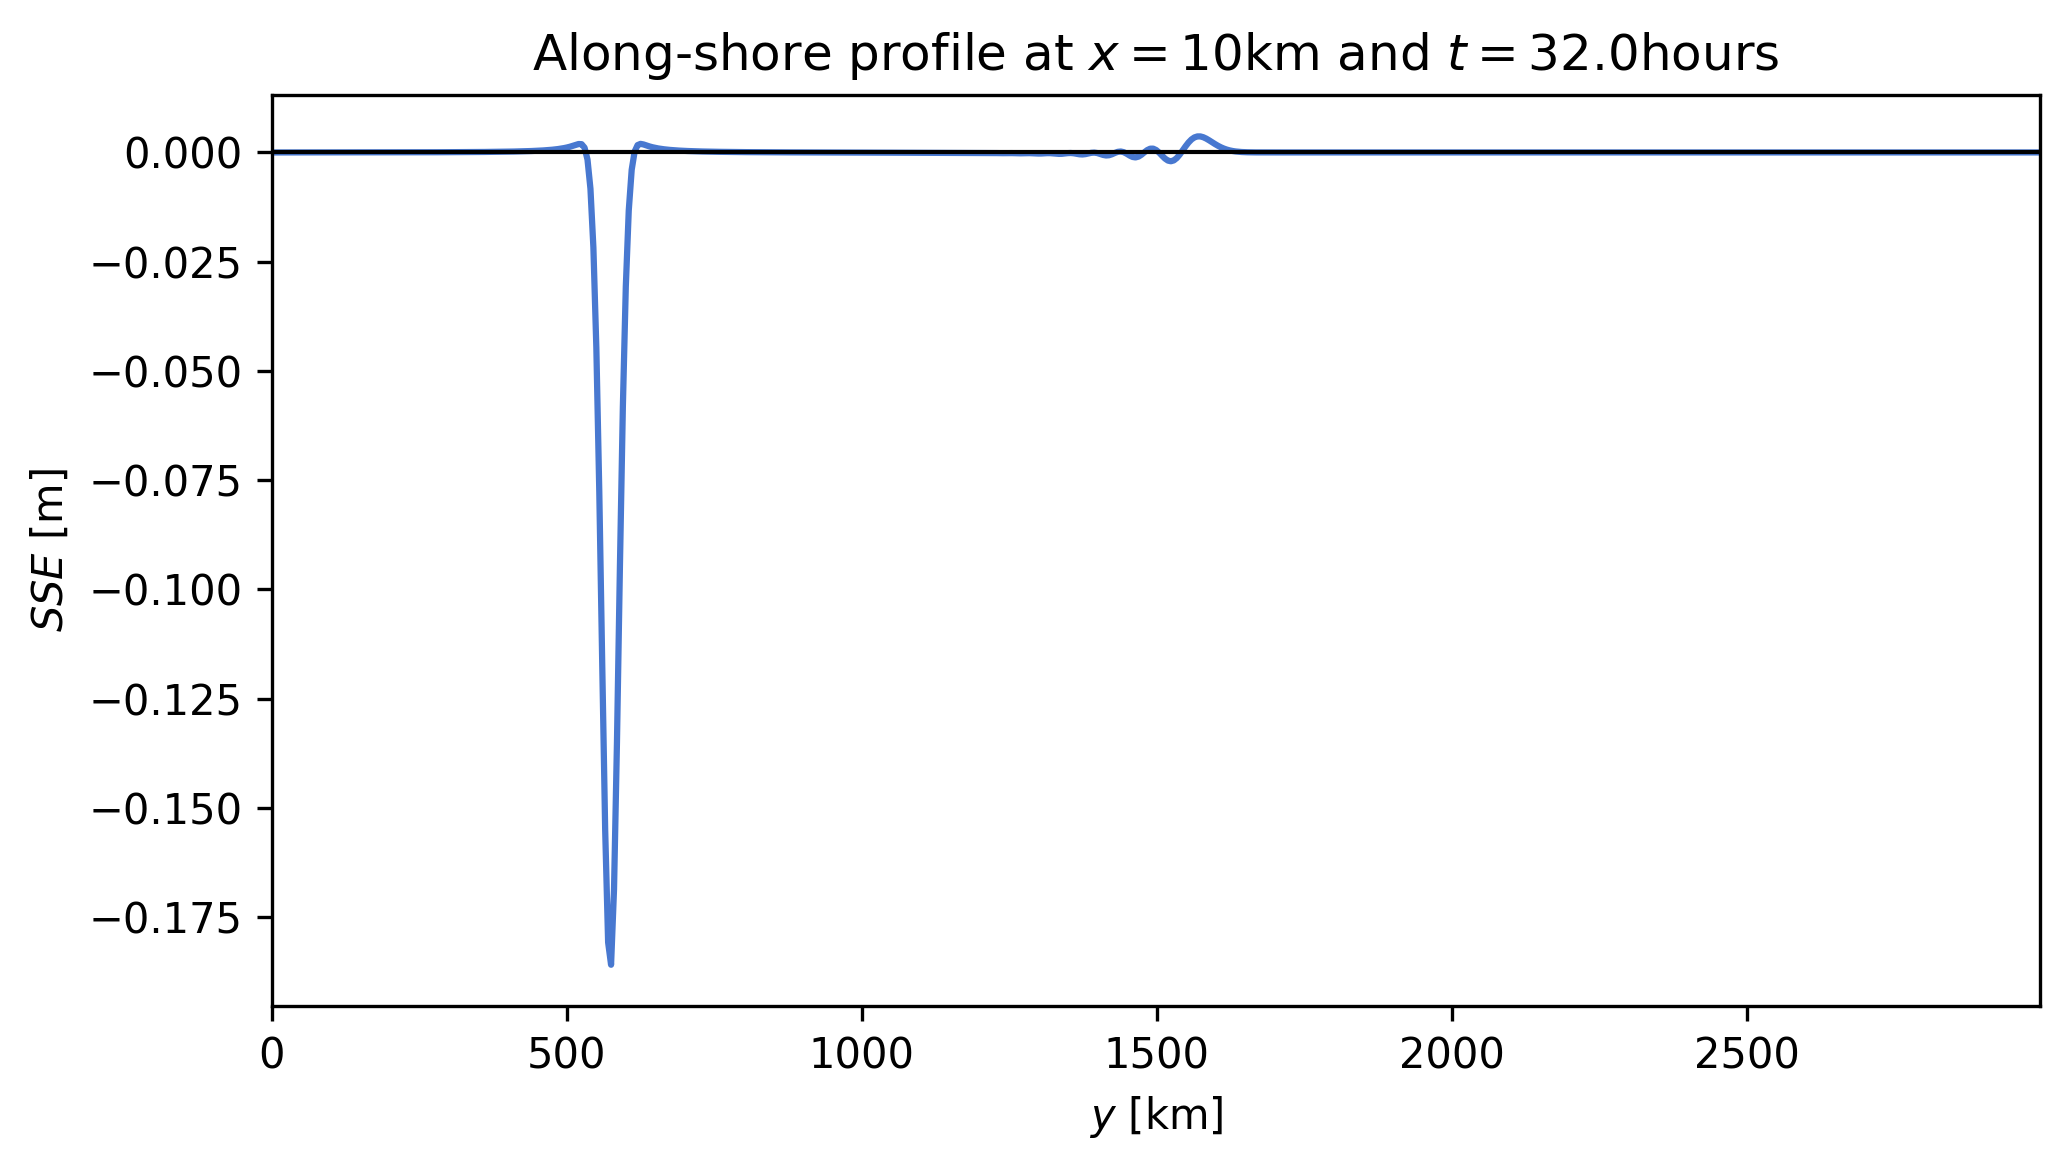 Along-shore profile at x = 10km and t = 32.0hours
0.000
−0.025
−0.050
−0.075
−0.100
−0.125
−0.150
−0.175
SSE [m]
0 500 1000 1500 2000 2500
y [km]